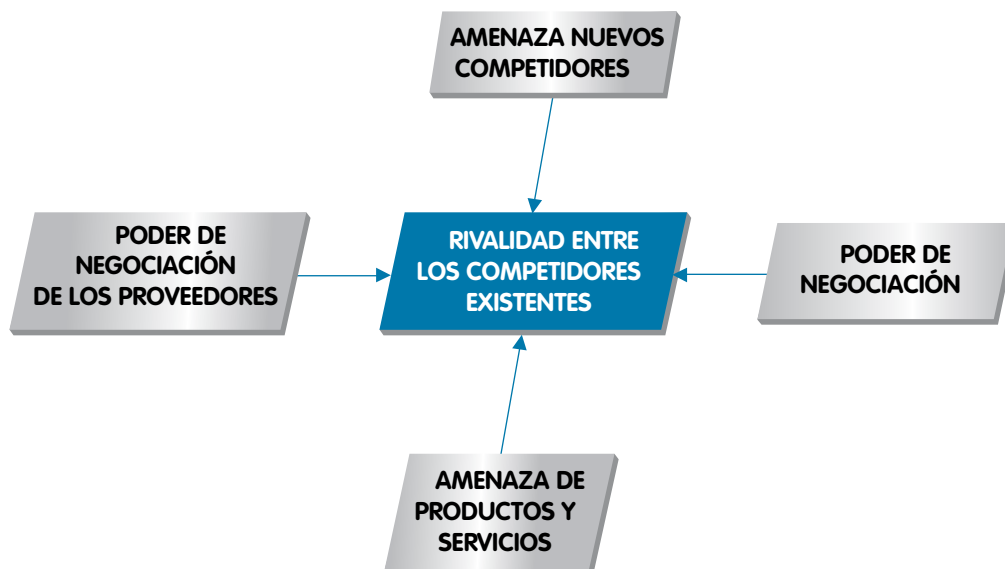 AMENAZA NUEVOS
COMPETIDORES
PODER DE
NEGOCIACIÓN
DE LOS PROVEEDORES
RIVALIDAD ENTRE
LOS COMPETIDORES
EXISTENTES
PODER DE
NEGOCIACIÓN
AMENAZA DE
PRODUCTOS Y
SERVICIOS